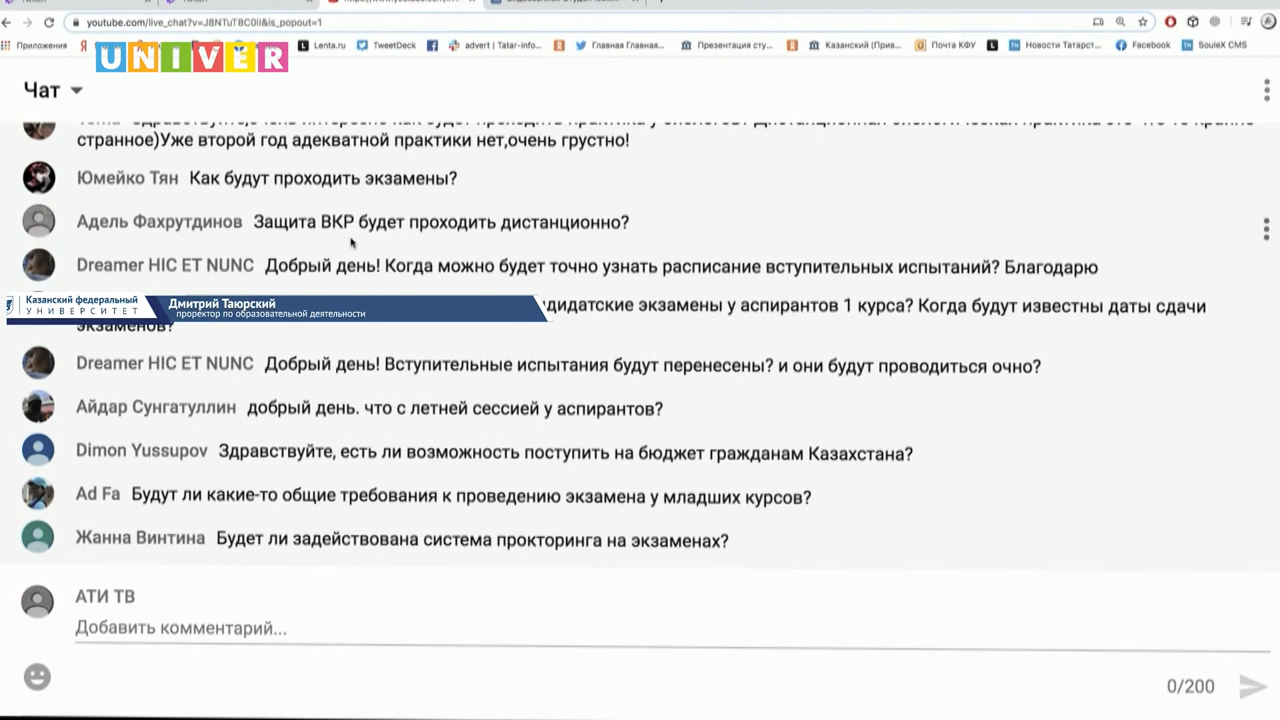 youtube.com/live_chat?v=J8NTuT8C0iI&is_popout=1
Приложения
Lenta.ru
TweetDeck
advert | Tatar-info...
Главная Главная...
Презентация сту...
Казанский (Прив...
Почта КФУ
Новости Татарст...
Facebook
SouleX CMS
UNIVER
Чат
странное)Уже второй год адекватной практики нет,очень грустно!
Юмейко Тян Как будут проходить экзамены?
Адель Фахрутдинов Защита ВКР будет проходить дистанционно?
Dreamer HIC ET NUNC Добрый день! Когда можно будет точно узнать расписание вступительных испытаний? Благодарю
Казанский федеральный
УНИВЕРСИТЕТ
Дмитрий Таюрский
проректор по образовательной деятельности
экзамены у аспирантов 1 курса? Когда будут известны даты сдачи
экзаменов?
Dreamer HIC ET NUNC Добрый день! Вступительные испытания будут перенесены? и они будут проводиться очно?
Айдар Сунгатуллин добрый день. что с летней сессией у аспирантов?
Dimon Yussupov Здравствуйте, есть ли возможность поступить на бюджет гражданам Казахстана?
Ad Fa Будут ли какие-то общие требования к проведению экзамена у младших курсов?
Жанна Винтина Будет ли задействована система прокторинга на экзаменах?
АТИ ТВ
Добавить комментарий...
0/200